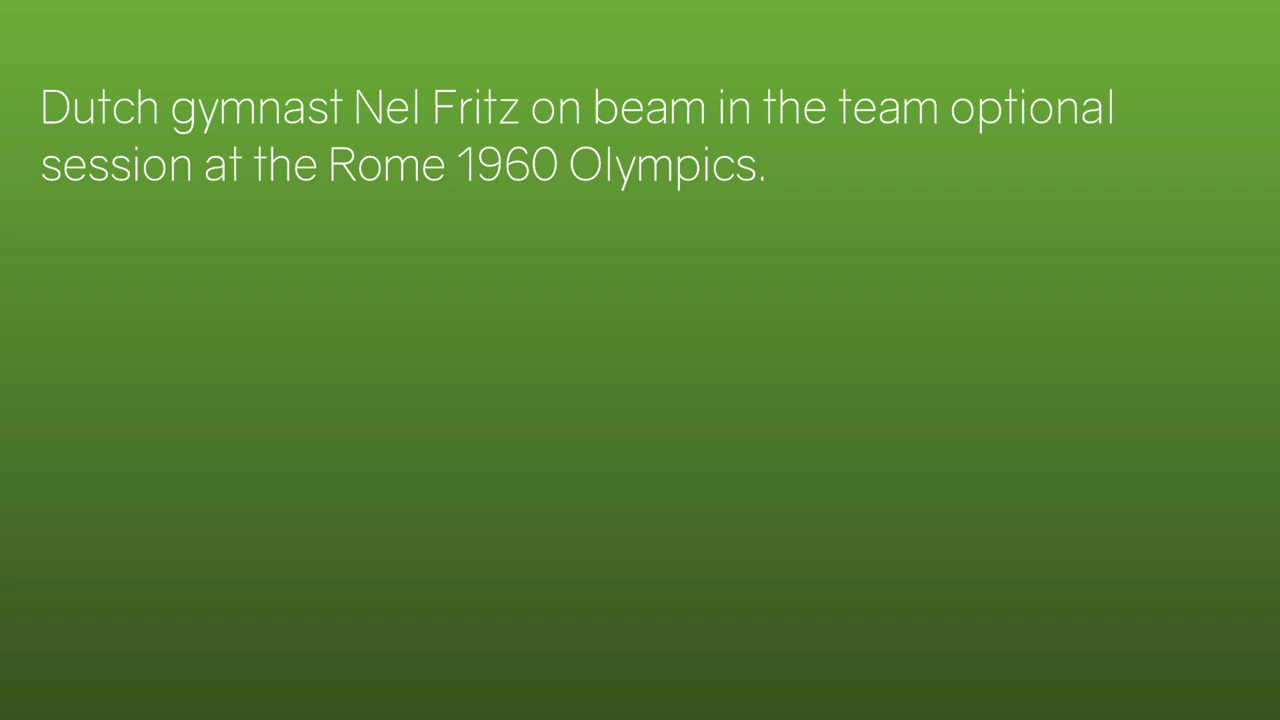 Dutch gymnast Nel Fritz on beam in the team optional
session at the Rome 1960 Olympics.